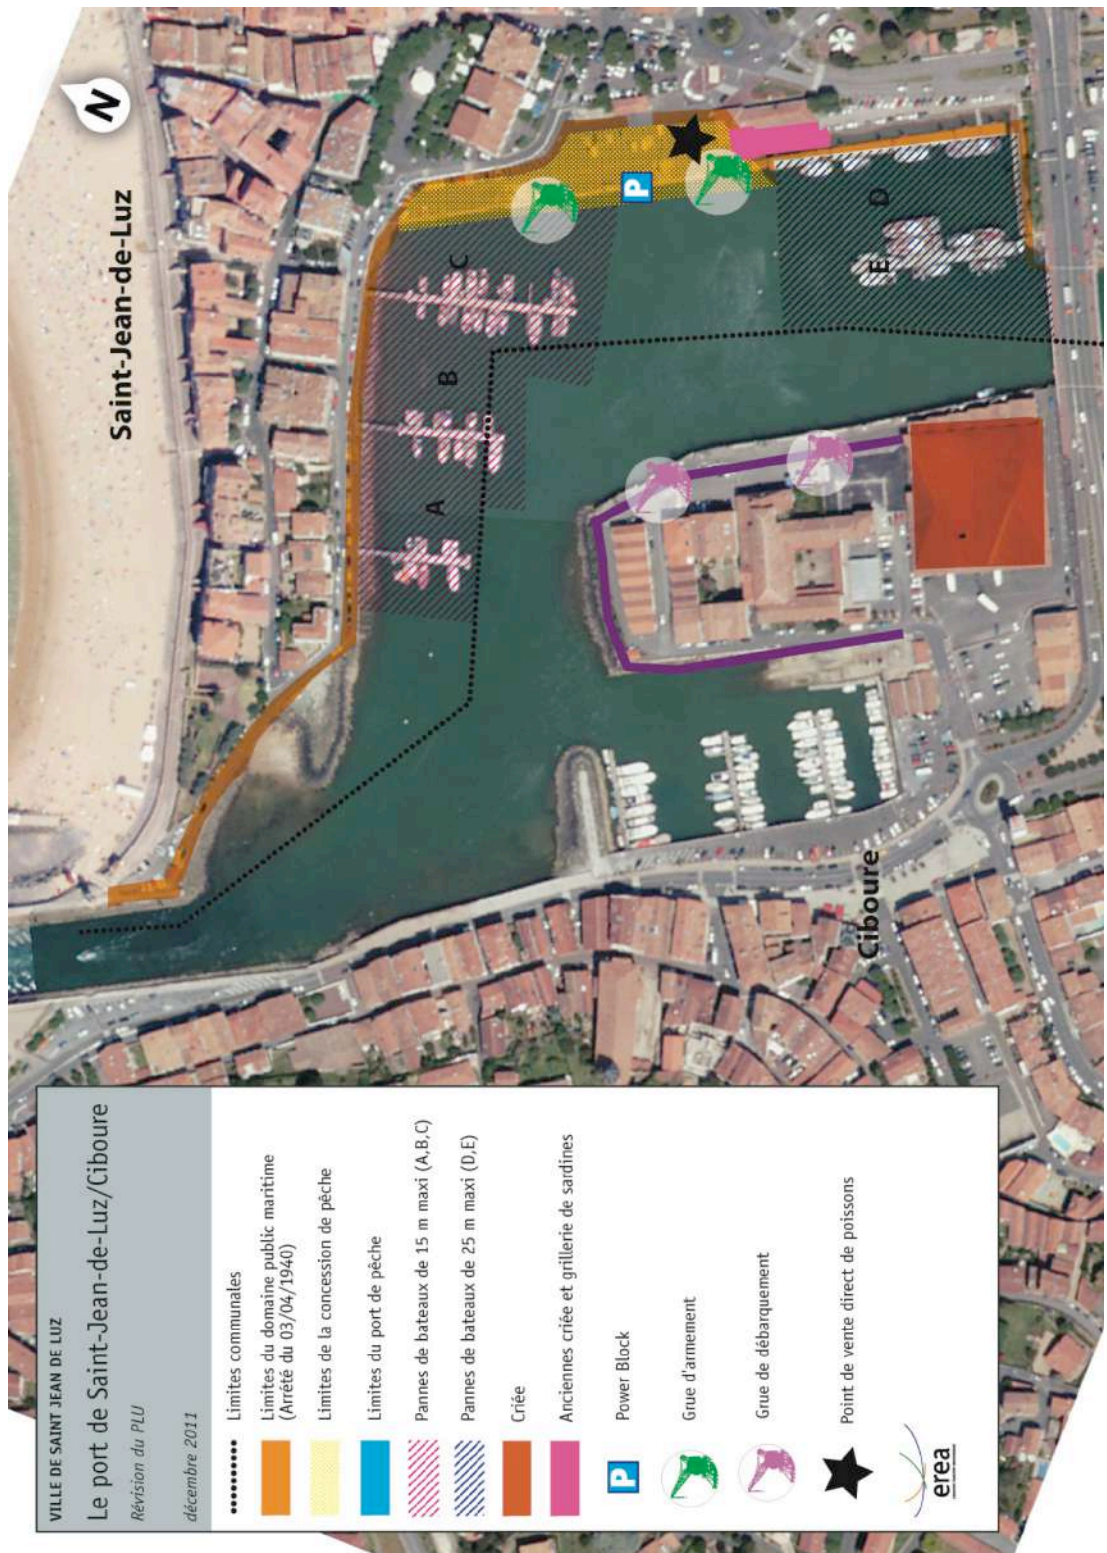 VILLE DE SAINT JEAN DE LUZ
Le port de Saint-Jean-de-Luz/Ciboure
Révision du PLU
décembre 2011
Limites communales
Limites du domaine public maritime
(Arrété du 03/04/1940)
Limites de la concession de pêche
Limites du port de pêche
Pannes de bateaux de 15 m maxi (A,B,C)
Pannes de bateaux de 25 m maxi (D,E)
Criée
Anciennes criée et grillerie de sardines
P
Power Block
Grue d'armement
Grue de débarquement
Point de vente direct de poissons
erea
N
Saint-Jean-de-Luz
A
B
C
P
D
E
Ciboure